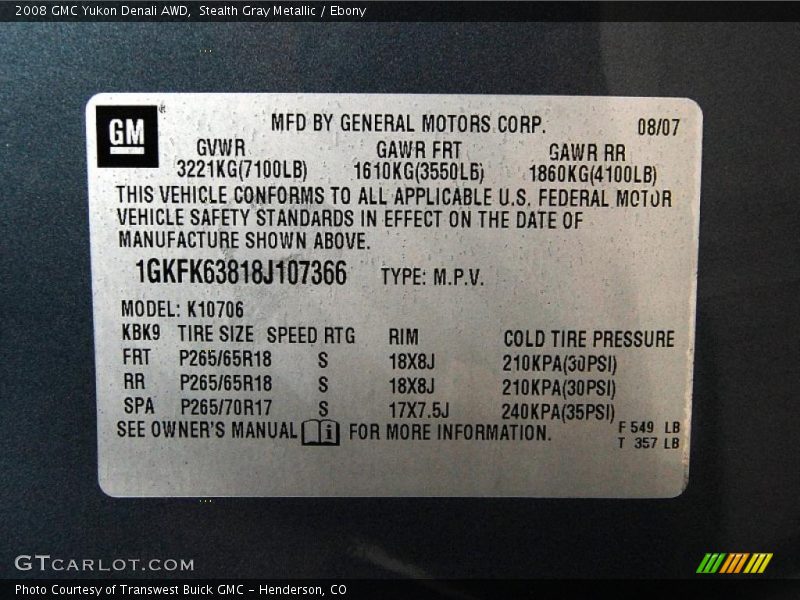 2008 GMC Yukon Denali AWD, Stealth Gray Metallic / Ebony
GM
MFD BY GENERAL MOTORS CORP. 08/07
GVWR GAWR FRT GAWR RR
3221KG(7100LB) 1610KG(3550LB) 1860KG(4100LB)
THIS VEHICLE CONFORMS TO ALL APPLICABLE U.S. FEDERAL MOTOR
VEHICLE SAFETY STANDARDS IN EFFECT ON THE DATE OF
MANUFACTURE SHOWN ABOVE.
1GKFK63818J107366 TYPE: M.P.V.
MODEL: K10706
KBK9 TIRE SIZE SPEED RTG RIM COLD TIRE PRESSURE
FRT P265/65R18 S 18X8J 210KPA(30PSI)
RR P265/65R18 S 18X8J 210KPA(30PSI)
SPA P265/70R17 S 17X7.5J 240KPA(35PSI)
SEE OWNER'S MANUAL i FOR MORE INFORMATION.
F 549 LB
T 357 LB
GTCARLOT.COM
Photo Courtesy of Transwest Buick GMC - Henderson, CO